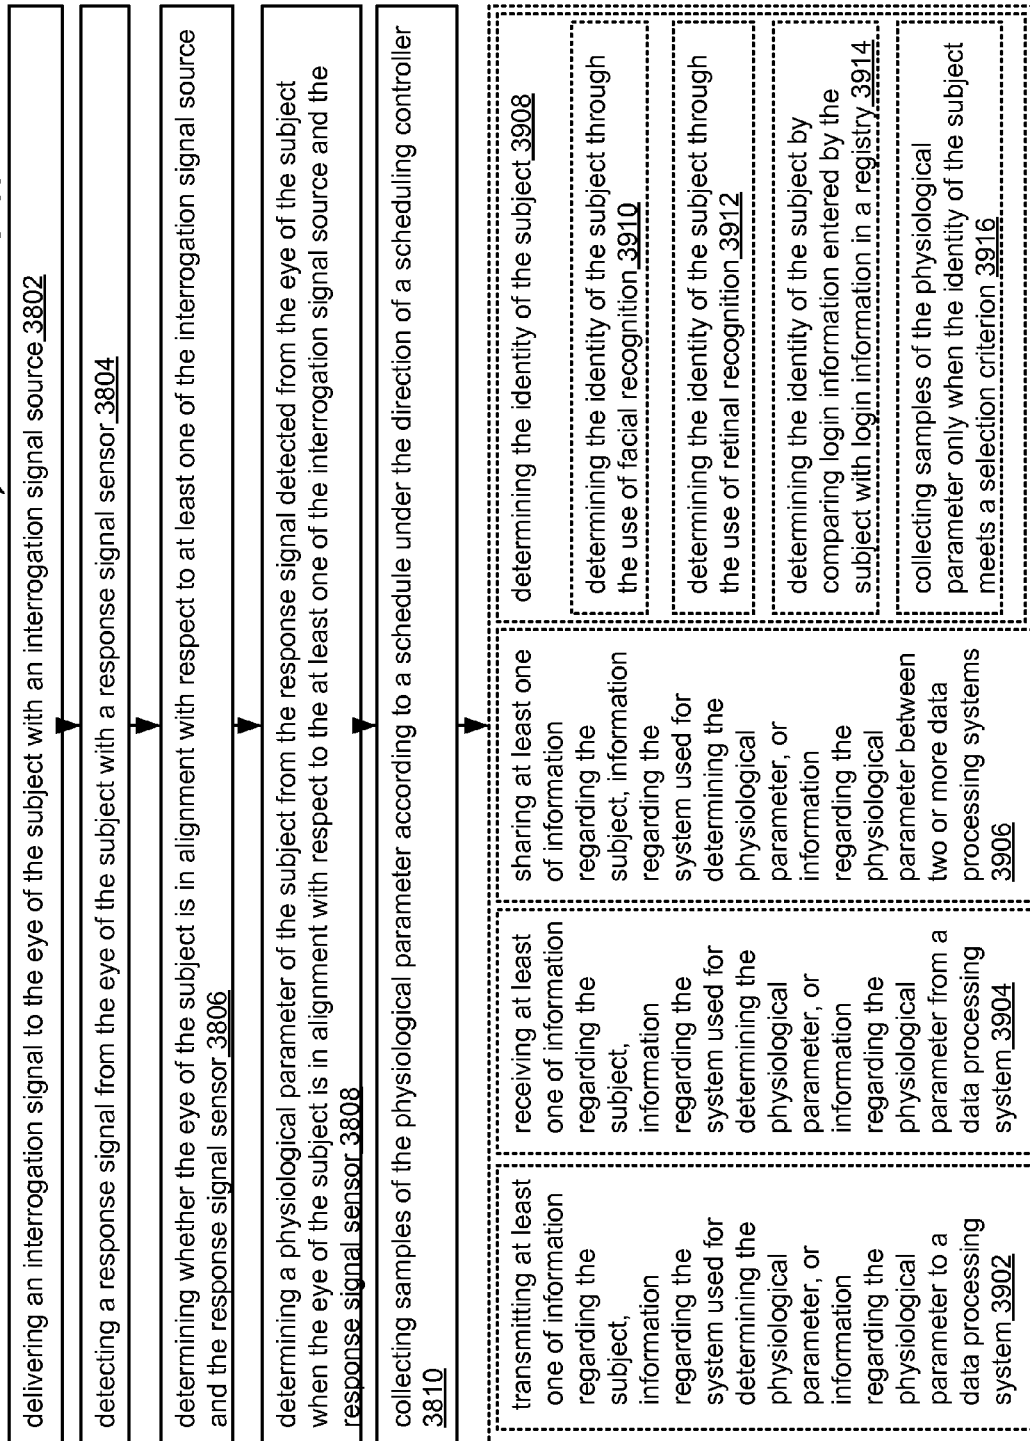 delivering an interrogation signal to the eye of the subject with an interrogation signal source 3802
detecting a response signal from the eye of the subject with a response signal sensor 3804
determining whether the eye of the subject is in alignment with respect to at least one of the interrogation signal source
and the response signal sensor 3806
determining a physiological parameter of the subject from the response signal detected from the eye of the subject
when the eye of the subject is in alignment with respect to the at least one of the interrogation signal source and the
response signal sensor 3808
collecting samples of the physiological parameter according to a schedule under the direction of a scheduling controller
3810
transmitting at least
one of information
regarding the
subject,
information
regarding the
system used for
determining the
physiological
parameter, or
information
regarding the
physiological
parameter to a
data processing
system 3902
receiving at least
one of information
regarding the
subject,
information
regarding the
system used for
determining the
physiological
parameter, or
information
regarding the
physiological
parameter from a
data processing
system 3904
sharing at least one
of information
regarding the
subject, information
regarding the
system used for
determining the
physiological
parameter, or
information
regarding the
physiological
parameter between
two or more data
processing systems
3906
determining the identity of the subject 3908
determining the identity of the subject through
the use of facial recognition 3910
determining the identity of the subject through
the use of retinal recognition 3912
determining the identity of the subject by
comparing login information entered by the
subject with login information in a registry 3914
collecting samples of the physiological
parameter only when the identity of the subject
meets a selection criterion 3916